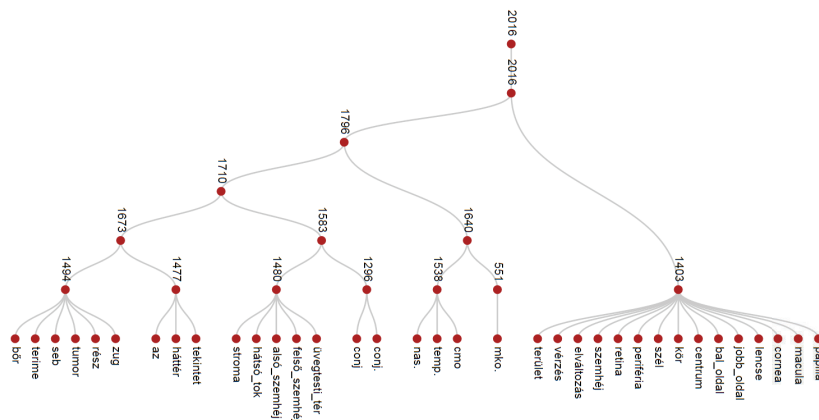 2016
2016
1796
1710
1673
1583
1640
1494
1477
1480
1296
1538
551
1403
bőr
terime
seb
tumor
rész
zug
az
háttér
tekintet
stroma
hátsó_tok
alsó_szemhéj
felső_szemhéj
üvegtesti_tér
conj
conj.
nas.
temp.
cmo
mko.
terület
vérzés
elváltozás
szemhéj
retina
periféria
szél
kör
centrum
bal_oldal
jobb_oldal
lencse
cornea
macula
papilla